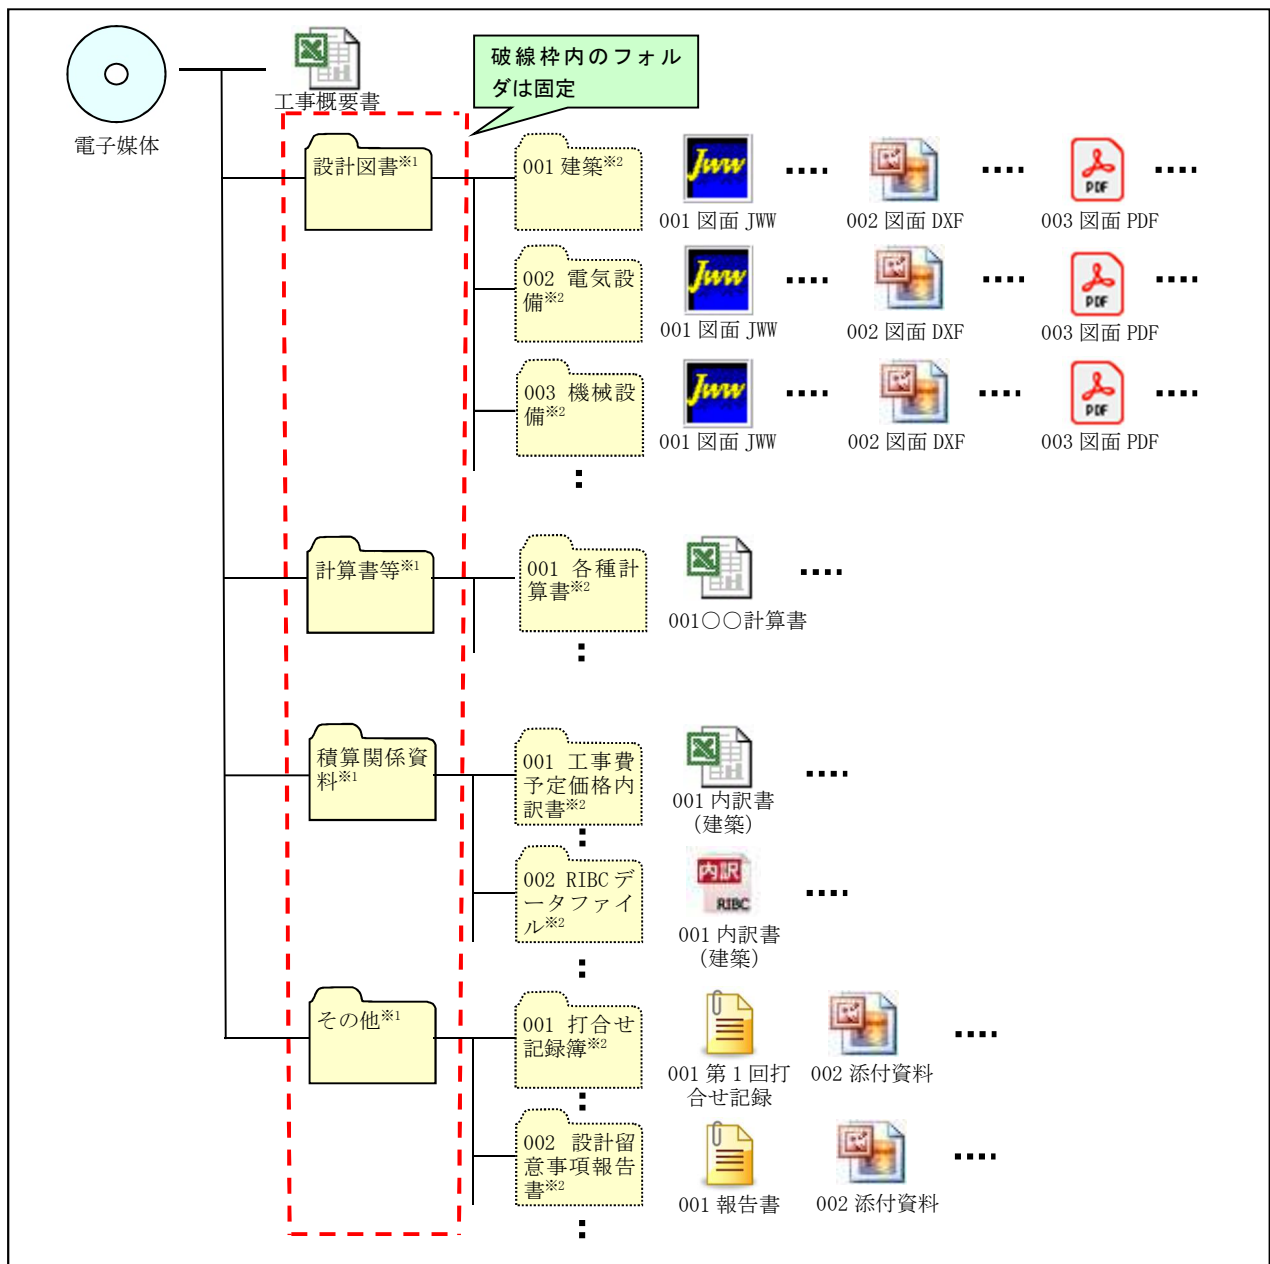 工事概要書
破線枠内のフォル
ダは固定
電子媒体
設計図書※1
001 建築※2
Jww
PDF
001 図面 JWW
002 図面 DXF
003 図面 PDF
002 電気設
備※2
Jww
PDF
001 図面 JWW
002 図面 DXF
003 図面 PDF
003 機械設
備※2
Jww
PDF
001 図面 JWW
002 図面 DXF
003 図面 PDF
計算書等※1
001 各種計
算書※2
001○○計算書
積算関係資
料※1
001 工事費
予定価格内
訳書※2
001 内訳書
(建築)
002 RIBC デ
ータファイ
ル※2
内訳
RIBC
001 内訳書
(建築)
その他※1
001 打合せ
記録簿※2
001 第 1 回打
合せ記録
002 添付資料
002 設計留
意事項報告
書※2
001 報告書
002 添付資料